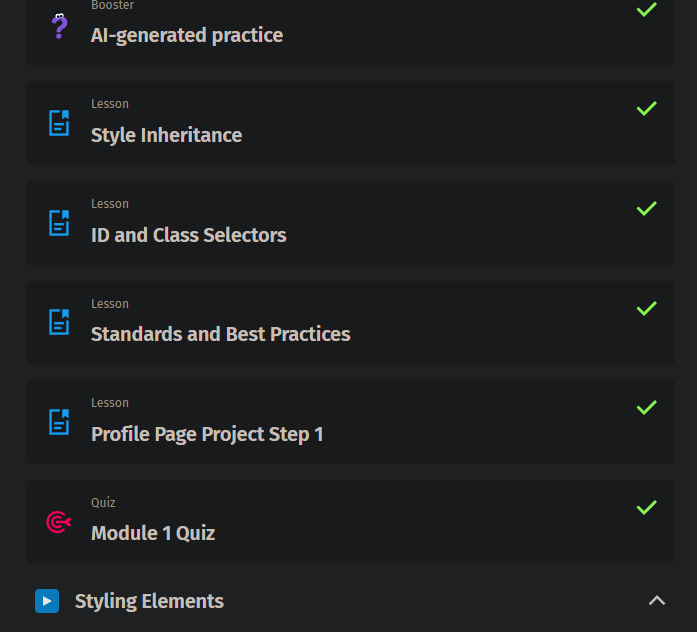 Booster
AI-generated practice
Lesson
Style Inheritance
Lesson
ID and Class Selectors
Lesson
Standards and Best Practices
Lesson
Profile Page Project Step 1
Quiz
Module 1 Quiz
Styling Elements